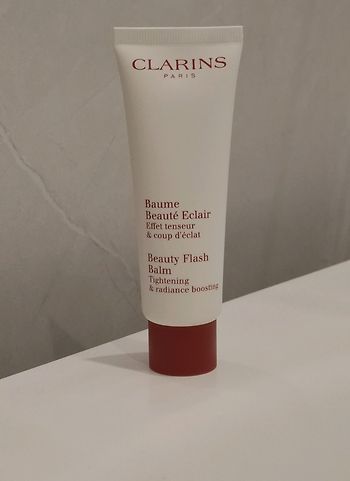 CLARINS
PARIS
Baume
Beauté Eclair
Effet tenseur
& coup d'éclat
Beauty Flash
Balm
Tightening
& radiance boosting